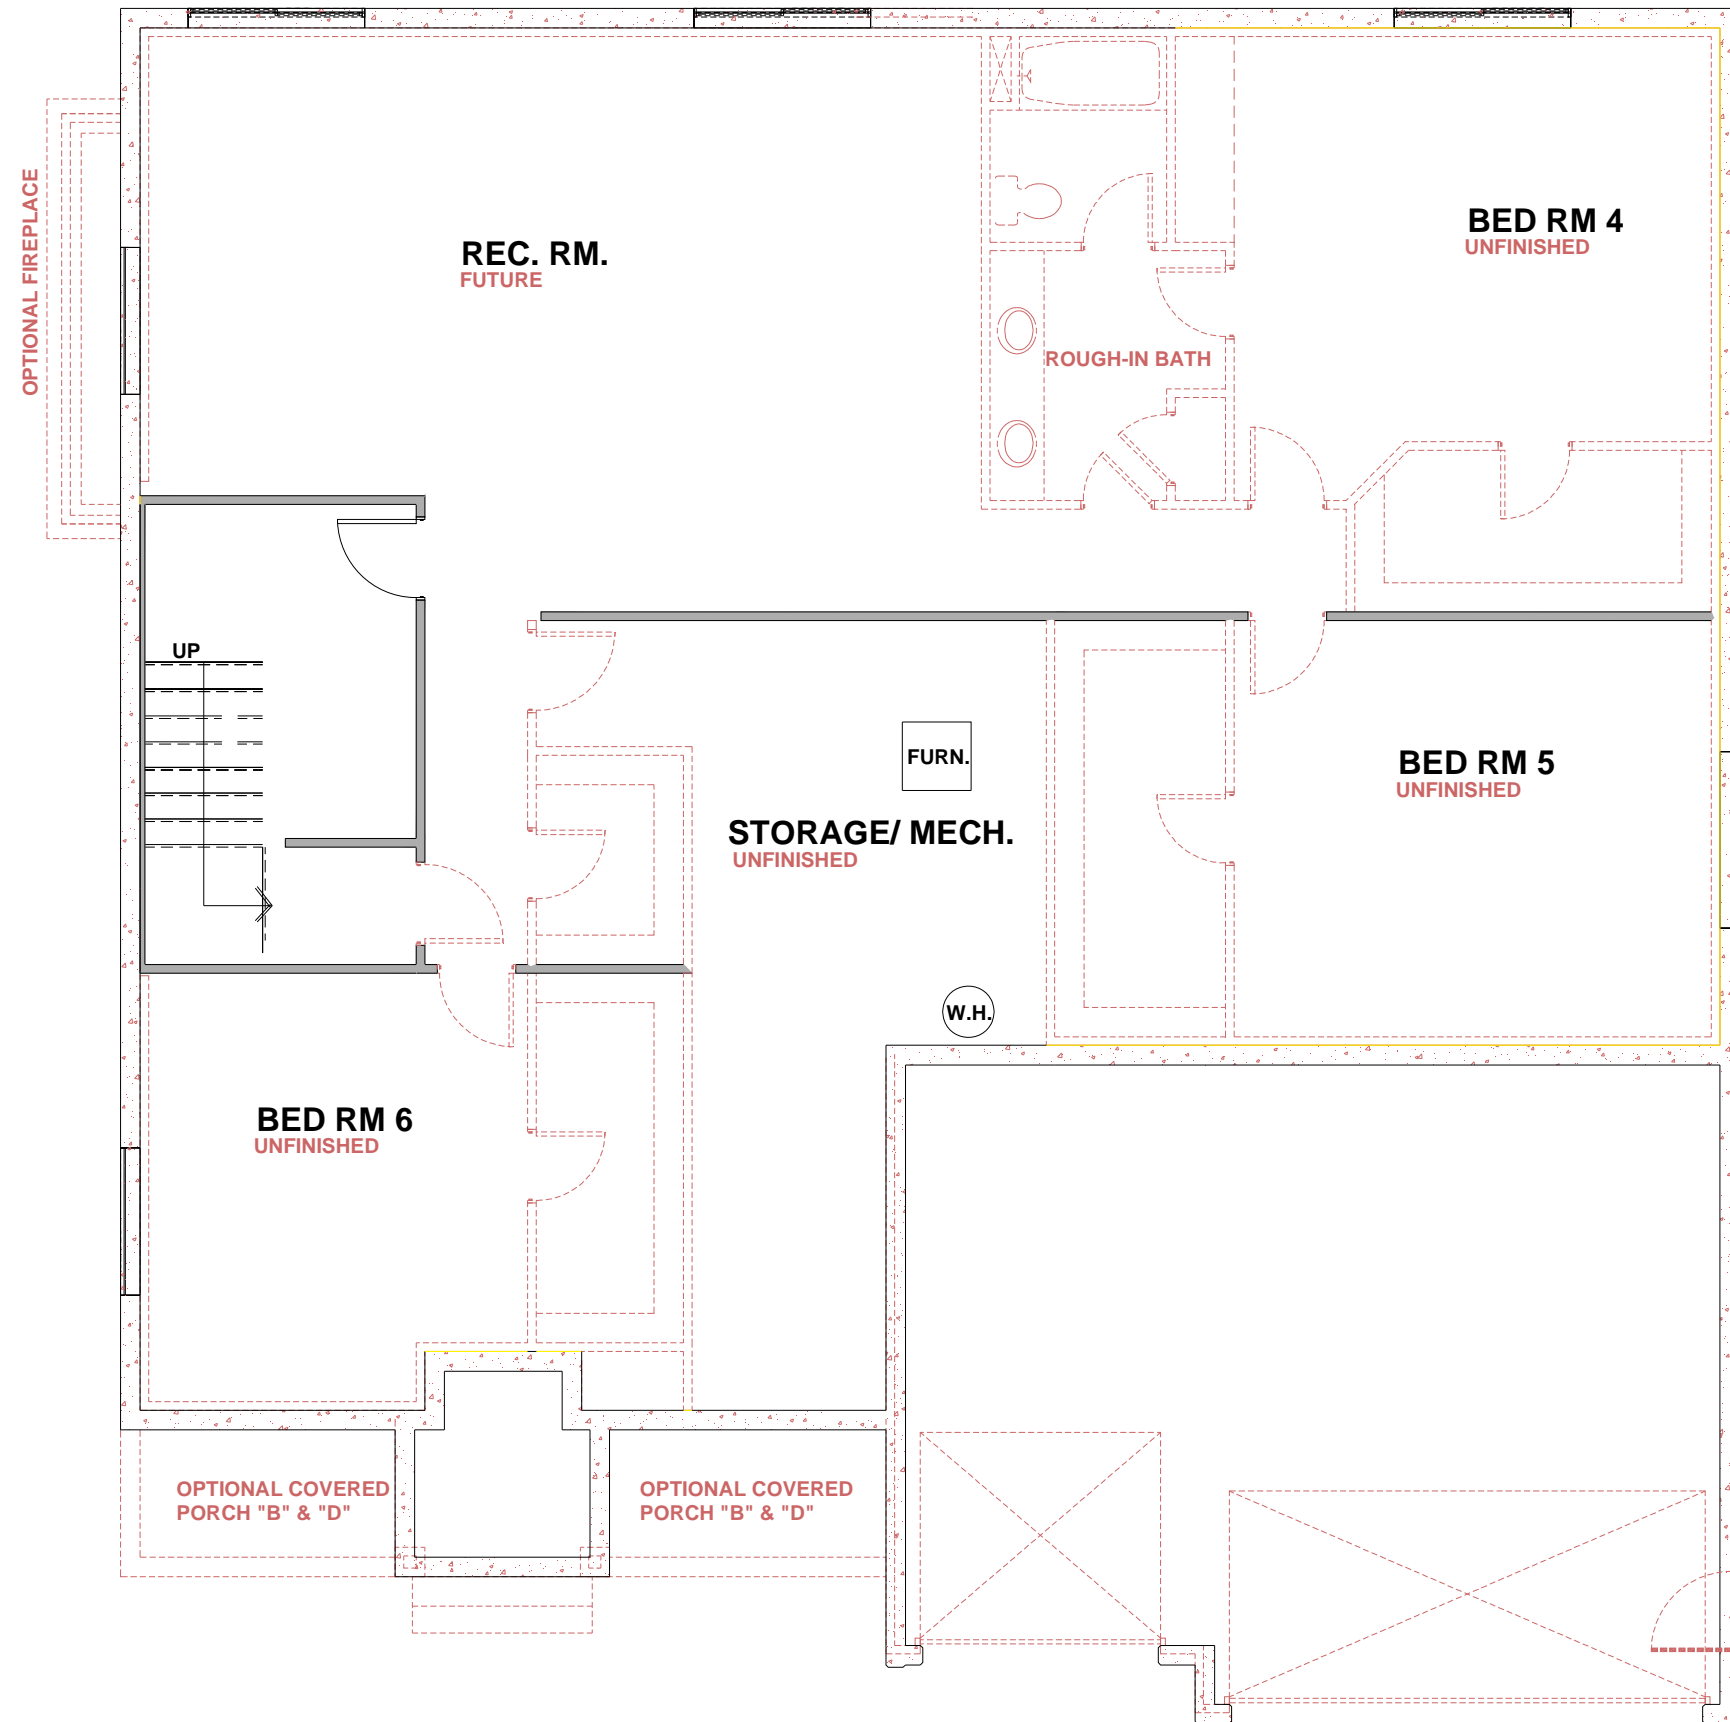 OPTIONAL FIREPLACE
REC. RM.
FUTURE
BED RM 4
UNFINISHED
ROUGH-IN BATH
UP
FURN.
BED RM 5
UNFINISHED
STORAGE/ MECH.
UNFINISHED
W.H.
BED RM 6
UNFINISHED
OPTIONAL COVERED
PORCH "B" & "D"
OPTIONAL COVERED
PORCH "B" & "D"